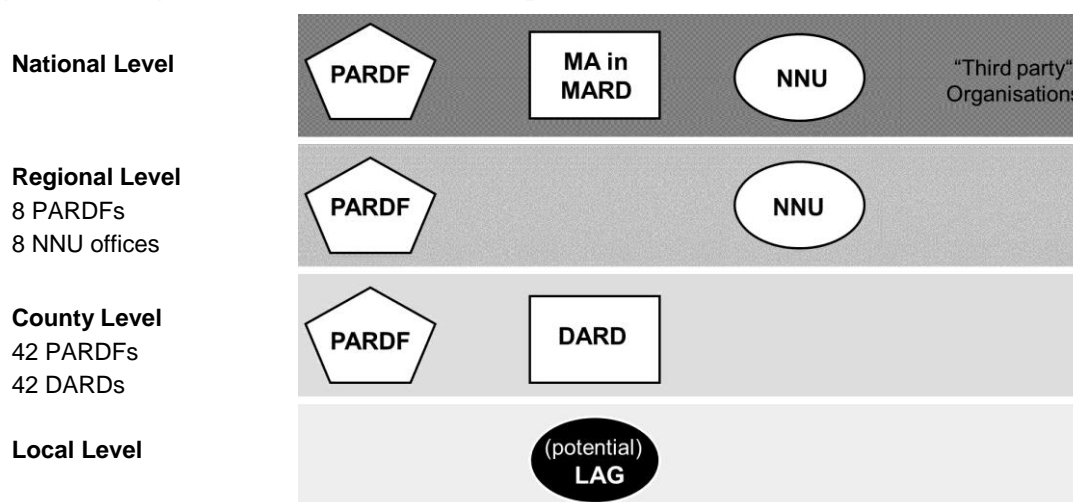 National Level
PARDF
MA in
MARD
NNU
"Third party"
Organisations
Regional Level
8 PARDFs
8 NNU offices
PARDF
NNU
County Level
42 PARDFs
42 DARDs
PARDF
DARD
Local Level
(potential)
LAG